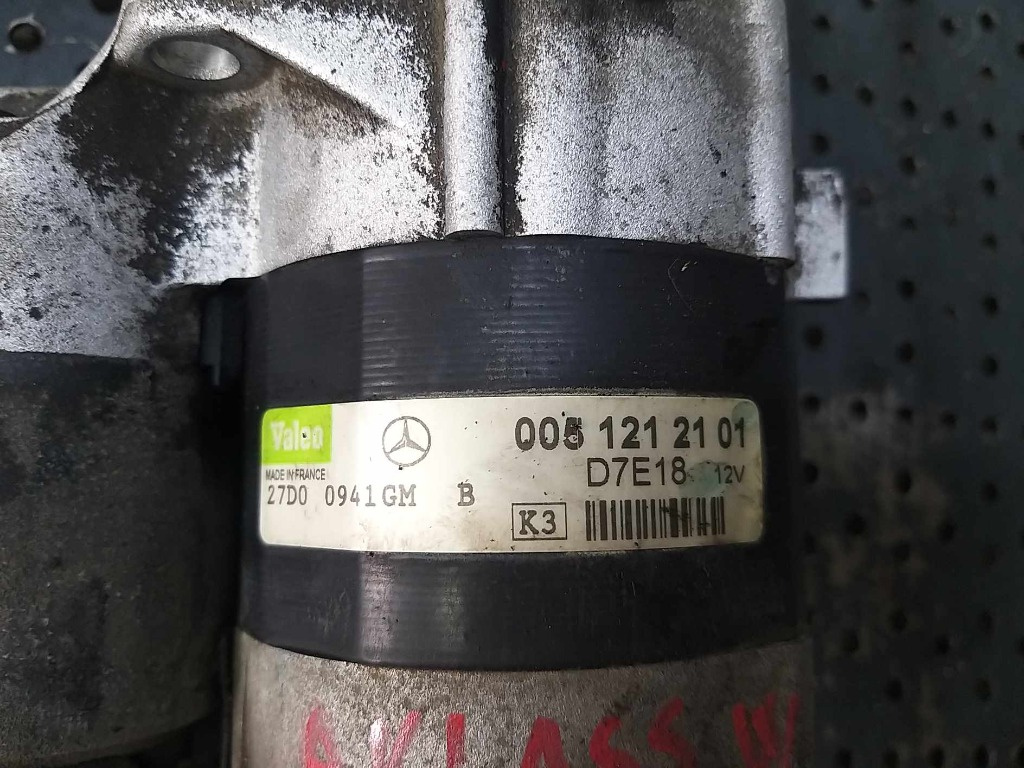 Valeo
005 121 21 01
MADE IN FRANCE
D7E18 12V
27D0 0941GM B
K3